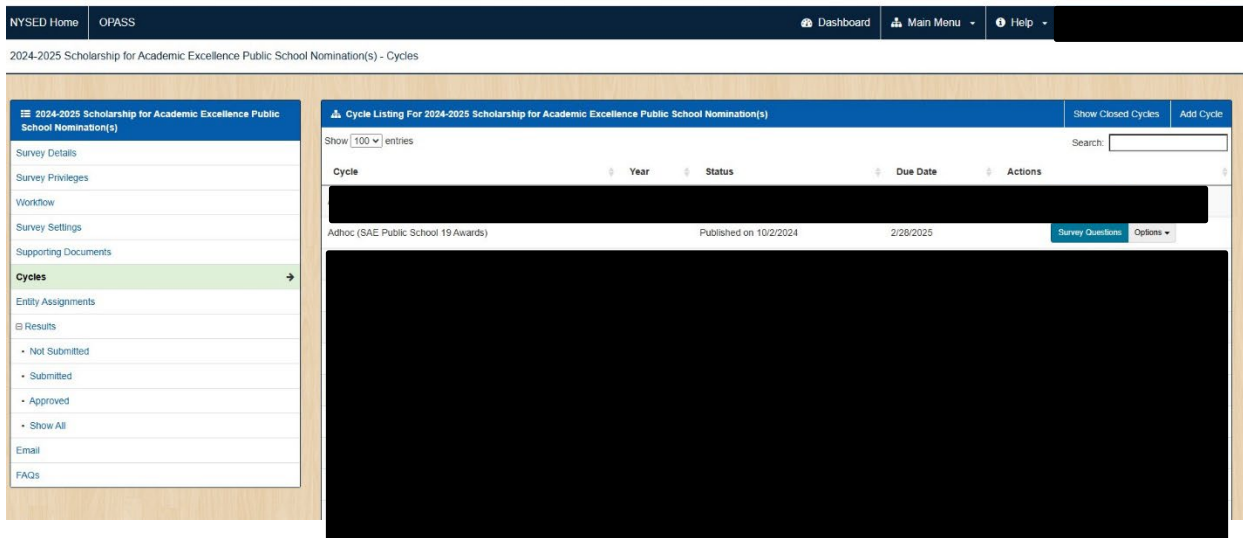 NYSED Home OPASS Dashboard Main Menu Help
2024-2025 Scholarship for Academic Excellence Public School Nomination(s) - Cycles
2024-2025 Scholarship for Academic Excellence Public
School Nomination(s)
Survey Details
Survey Privileges
Workflow
Survey Settings
Supporting Documents
Cycles
Entity Assignments
Results
Not Submitted
Submitted
Approved
Show All
Email
FAQs
Cycle Listing For 2024-2025 Scholarship for Academic Excellence Public School Nomination(s) Show Closed Cycles Add Cycle
Show 100 entries Search:
Cycle Year Status Due Date Actions
Adhoc (SAE Public School 19 Awards) Published on 10/2/2024 2/28/2025 Survey Questions Options